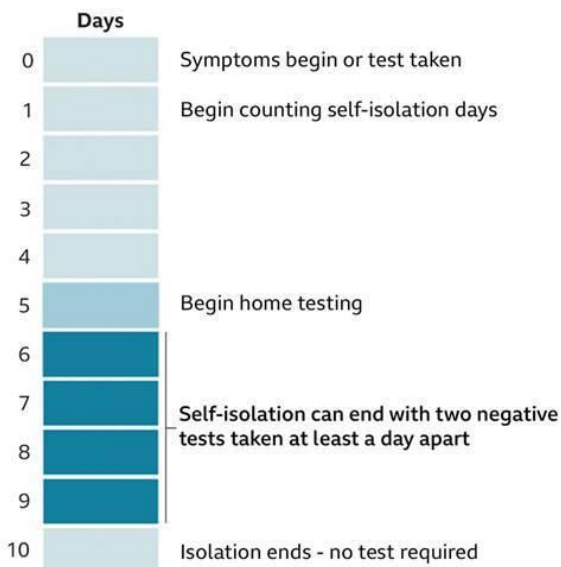 Days
0 Symptoms begin or test taken
1 Begin counting self-isolation days
2
3
4
5 Begin home testing
6
7
Self-isolation can end with two negative
tests taken at least a day apart
8
9
10 Isolation ends - no test required